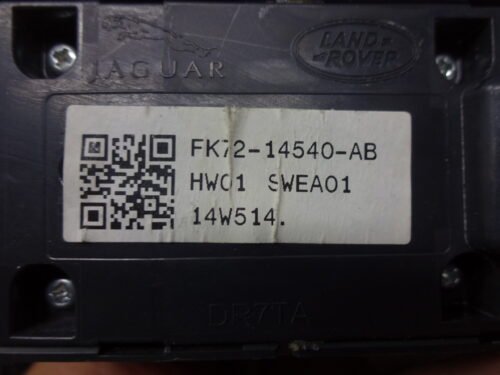 JAGUAR
LAND-
ROVER
FK72-14540-AB
HW01 SWEA01
14W514.
DR7TA